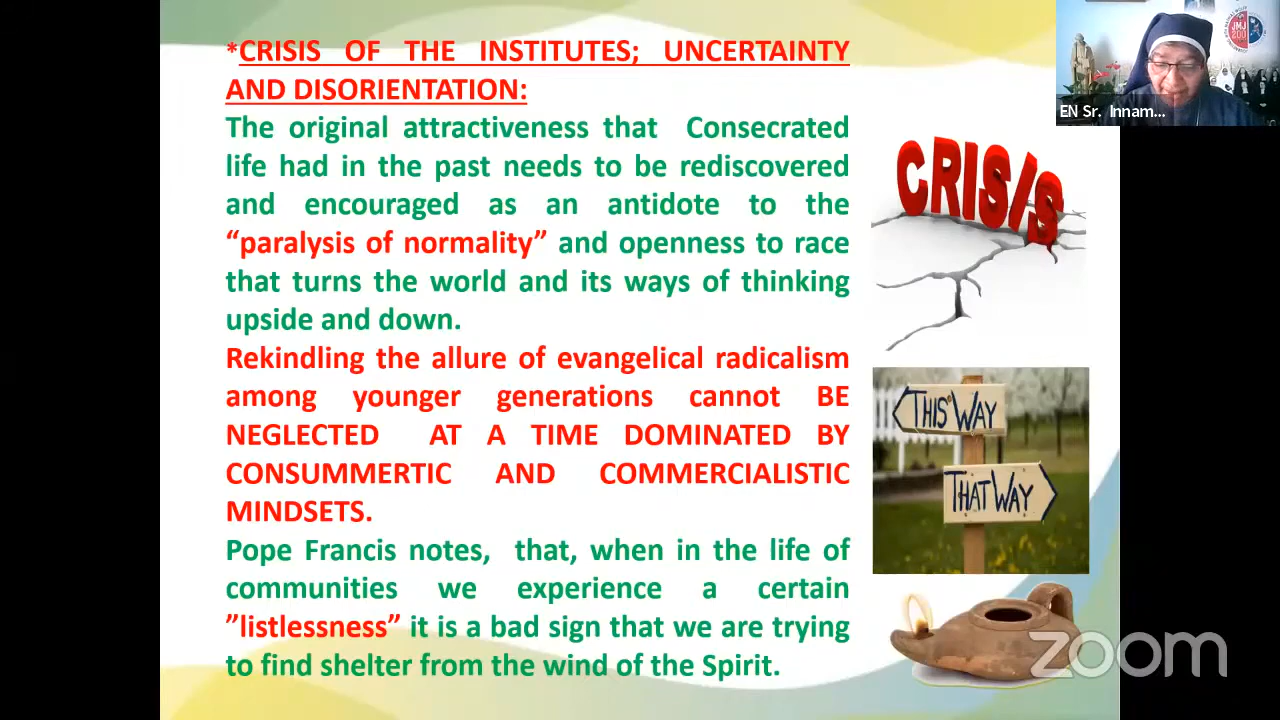 *CRISIS OF THE INSTITUTES; UNCERTAINTY
AND DISORIENTATION:
The original attractiveness that Consecrated
life had in the past needs to be rediscovered
and encouraged as an antidote to the
“paralysis of normality” and openness to race
that turns the world and its ways of thinking
upside and down.
Rekindling the allure of evangelical radicalism
among younger generations cannot BE
NEGLECTED AT A TIME DOMINATED BY
CONSUMMERTIC AND COMMERCIALISTIC
MINDSETS.
Pope Francis notes, that, when in the life of
communities we experience a certain
”listlessness” it is a bad sign that we are trying
to find shelter from the wind of the Spirit.
CRISIS
THIS WAY
THAT WAY
EN Sr. Innam...
JMJ
zoom